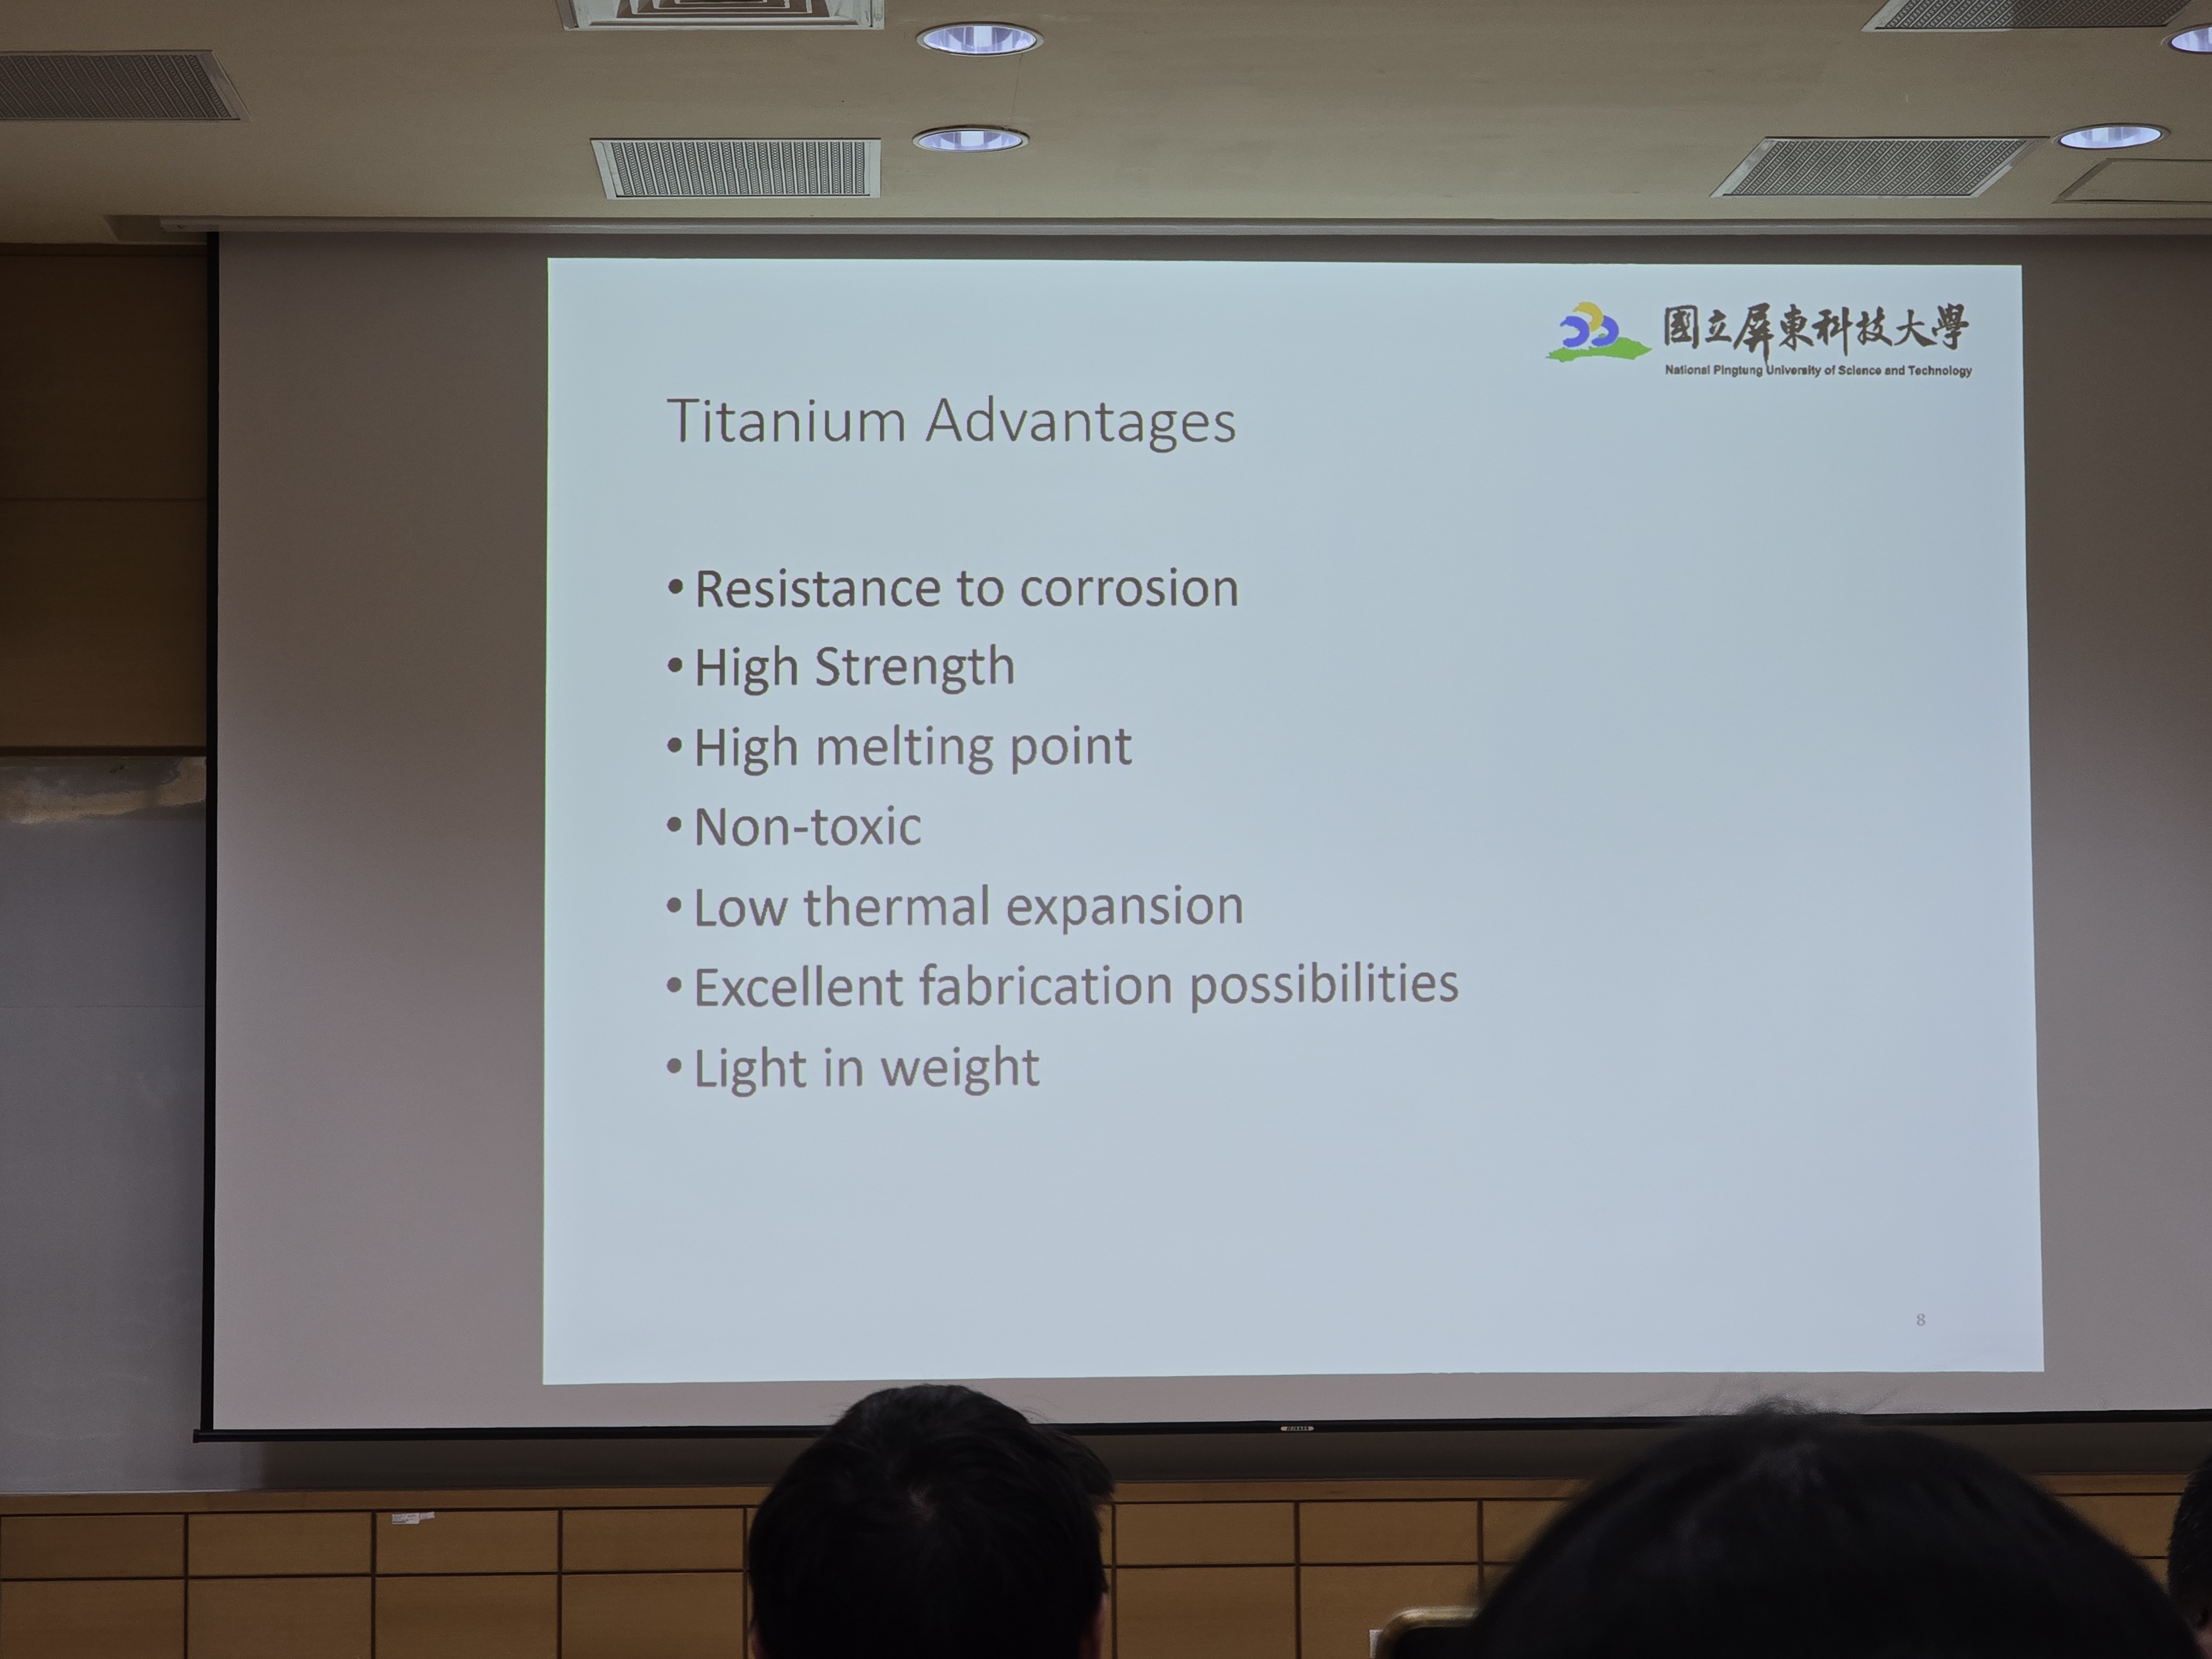 國立屏東科技大學
National Pingtung University of Science and Technology
Titanium Advantages
• Resistance to corrosion
• High Strength
• High melting point
• Non-toxic
• Low thermal expansion
• Excellent fabrication possibilities
• Light in weight
8